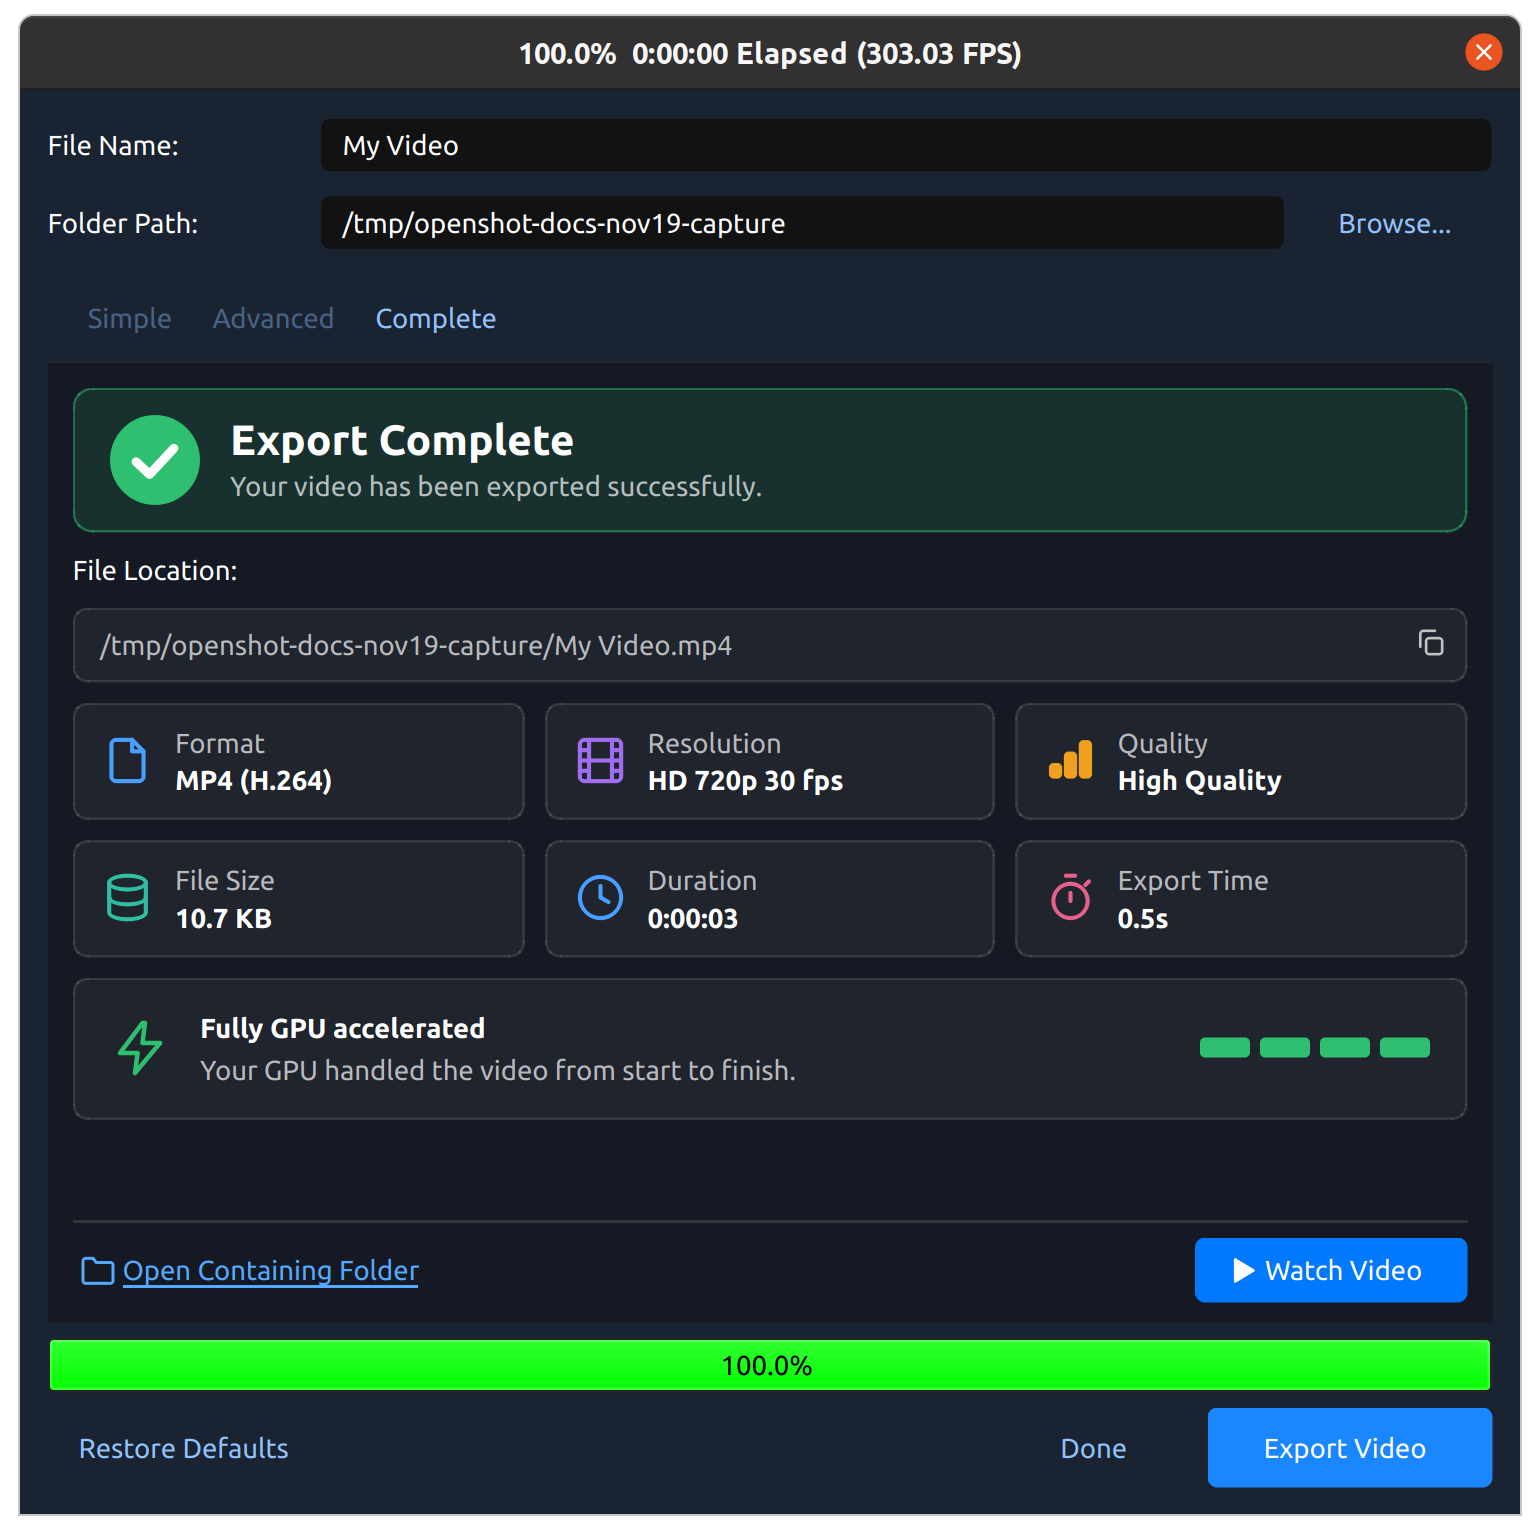 100.0%  0:00:00 Elapsed (303.03 FPS)
File Name:
My Video
Folder Path:
/tmp/openshot-docs-nov19-capture
Browse...
Simple
Advanced
Complete
Export Complete
Your video has been exported successfully.
File Location:
/tmp/openshot-docs-nov19-capture/My Video.mp4
Format
MP4 (H.264)
Resolution
HD 720p 30 fps
Quality
High Quality
File Size
10.7 KB
Duration
0:00:03
Export Time
0.5s
Fully GPU accelerated
Your GPU handled the video from start to finish.
Open Containing Folder
Watch Video
100.0%
Restore Defaults
Done
Export Video